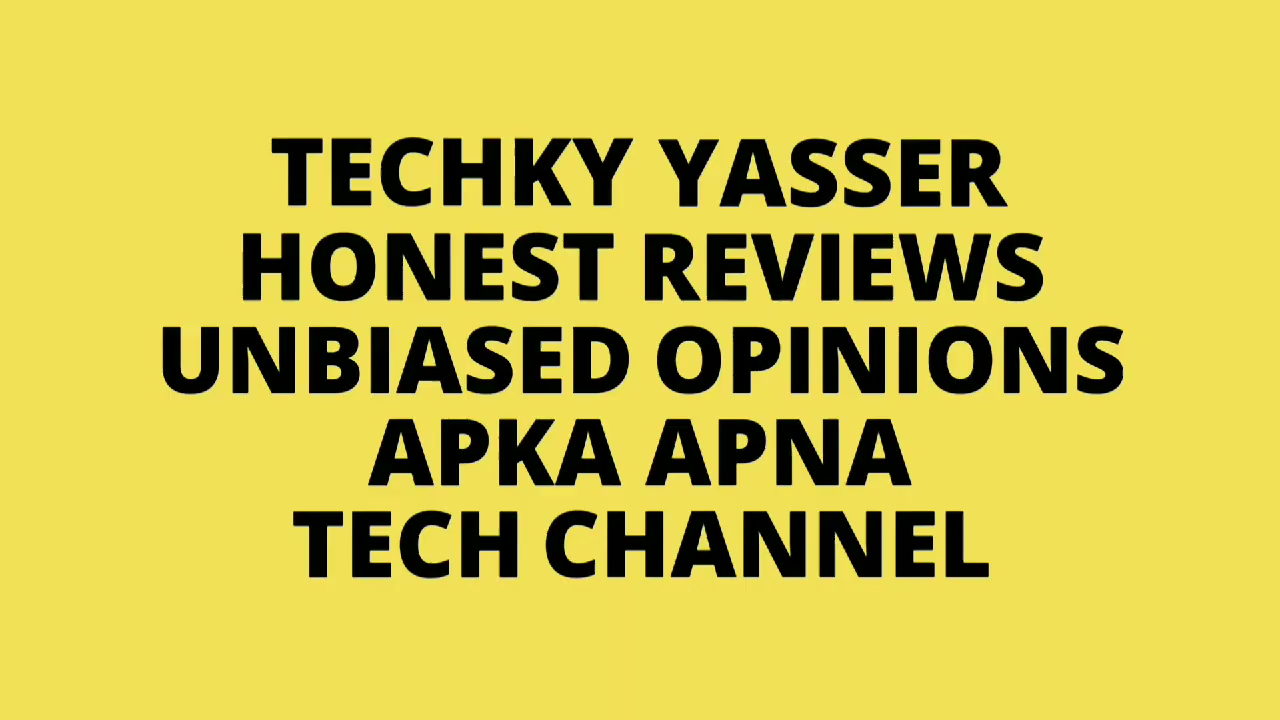 TECHKY YASSER
HONEST REVIEWS
UNBIASED OPINIONS
APKA APNA
TECH CHANNEL